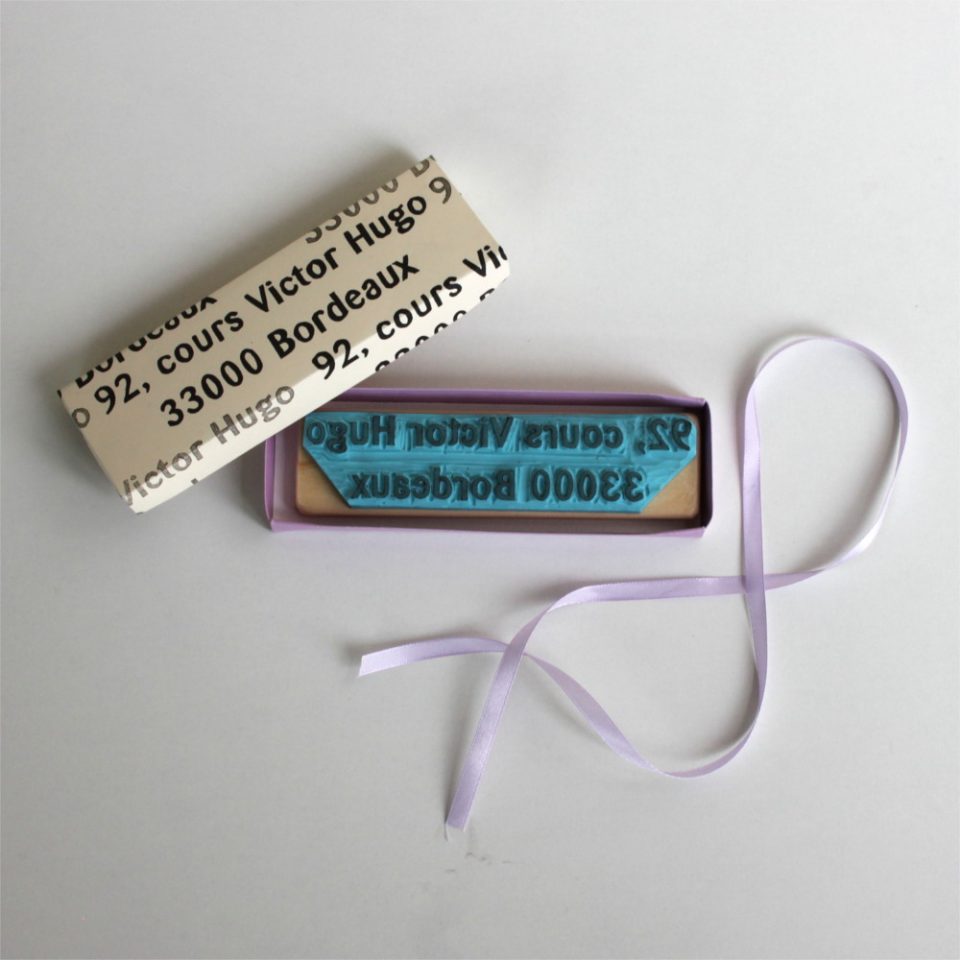 33000 B
Bordeaux
92, cours Victor Hugo 9
o
33000 Bordeaux
92, cours Vi
Victor Hugo
92, cours Victor Hugo
33000 Bordeaux